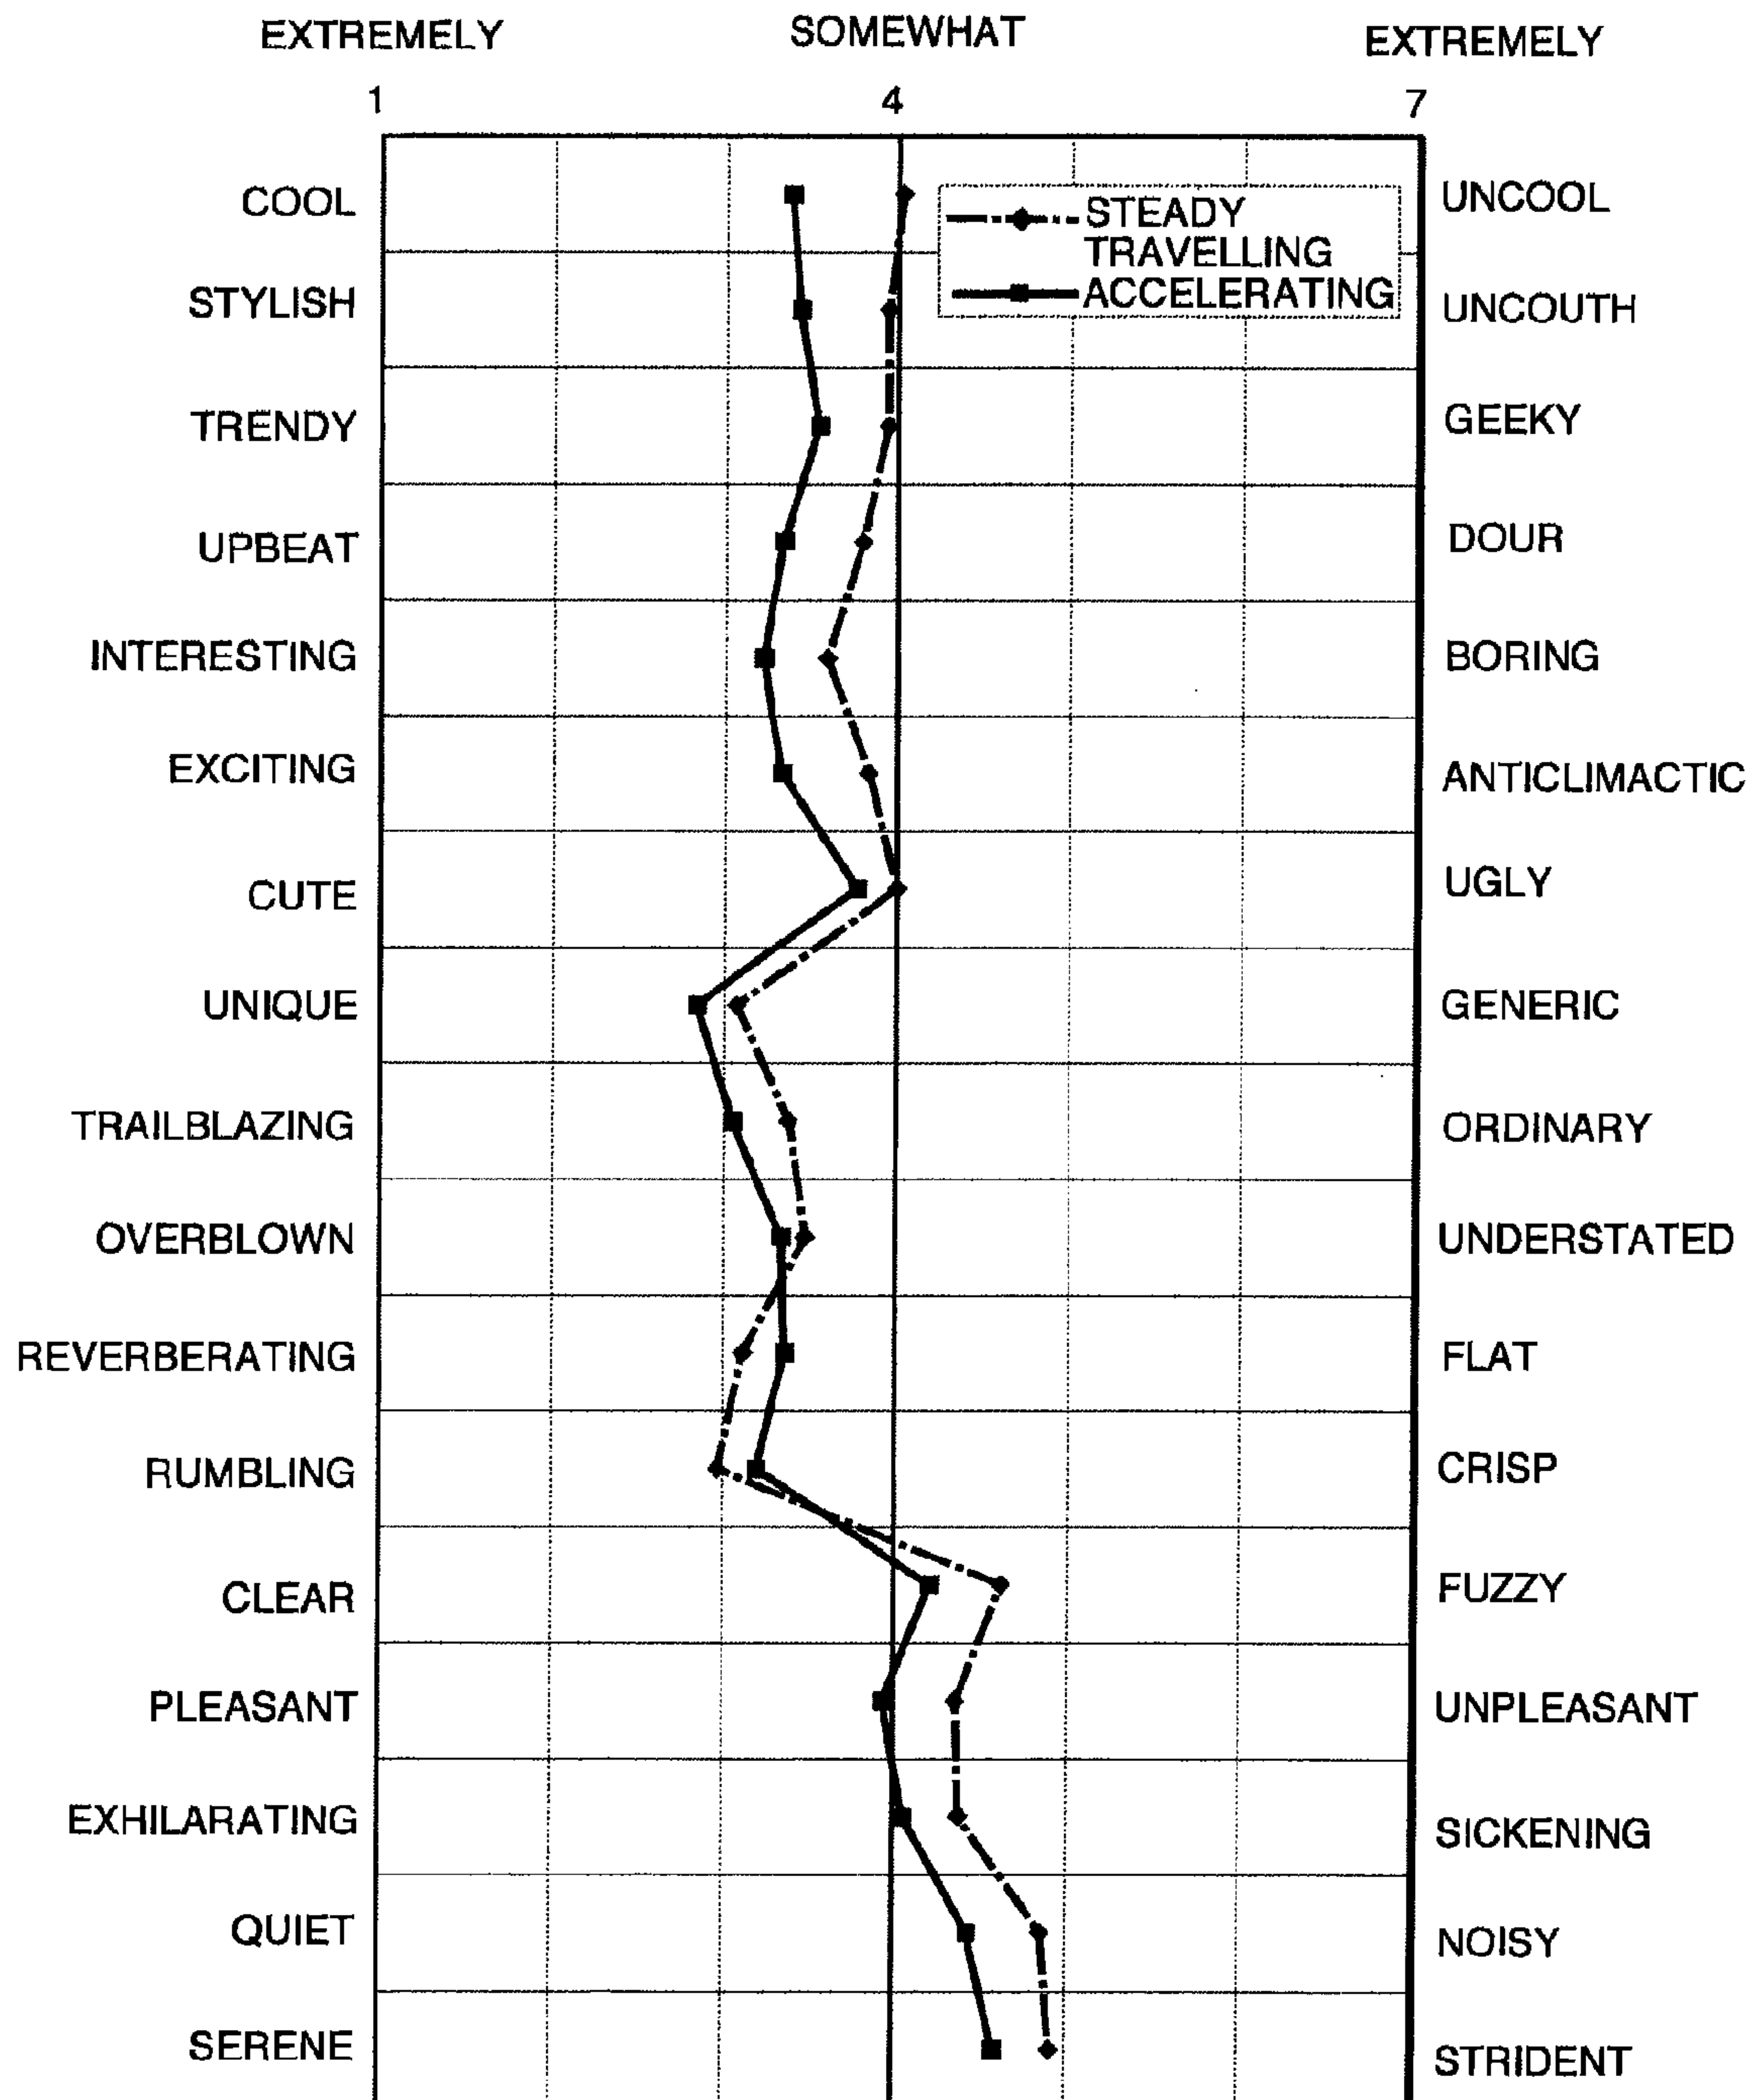 EXTREMELY SOMEWHAT EXTREMELY
1 4 7
COOL UNCOOL
STEADY
TRAVELLING
ACCELERATING
STYLISH UNCOUTH
TRENDY GEEKY
UPBEAT DOUR
INTERESTING BORING
EXCITING ANTICLIMACTIC
CUTE UGLY
UNIQUE GENERIC
TRAILBLAZING ORDINARY
OVERBLOWN UNDERSTATED
REVERBERATING FLAT
RUMBLING CRISP
CLEAR FUZZY
PLEASANT UNPLEASANT
EXHILARATING SICKENING
QUIET NOISY
SERENE STRIDENT